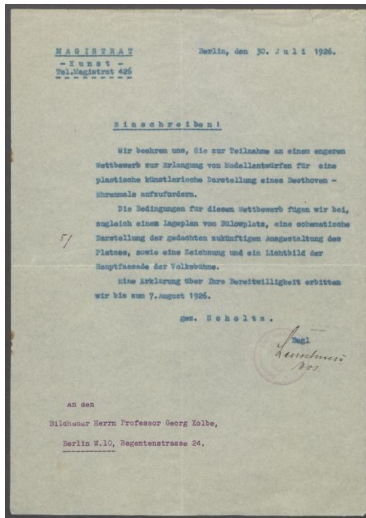 MAGISTRAT
- Kunst -
Tel.Magistrat 426
Berlin, den 30. Juli 1926.
Einschreiben!
Wir beehren uns, Sie zur Teilnahme an einem engeren
Wettbewerb zur Erlangung von Modellentwürfen für eine
plastische künstlerische Darstellung eines Beethoven -
Ehrenmals aufzufordern.
Die Bedingungen für diesen Wettbewerb fügen wir bei,
zugleich einen Lageplan von Bülowplatz, eine schematische
Darstellung der gedachten zukünftigen Ausgestaltung des
Platzes, sowie eine Zeichnung und ein Lichtbild der
Hauptfassade der Volksbühne.
Eine Erklärung über Ihre Bereitwilligkeit erbitten
wir bis zum 7.August 1926.
gez. Scholtz.
Begl
An den
Bildhauer Herrn Professor Georg Kolbe,
Berlin W.10, Regentenstrasse 24.